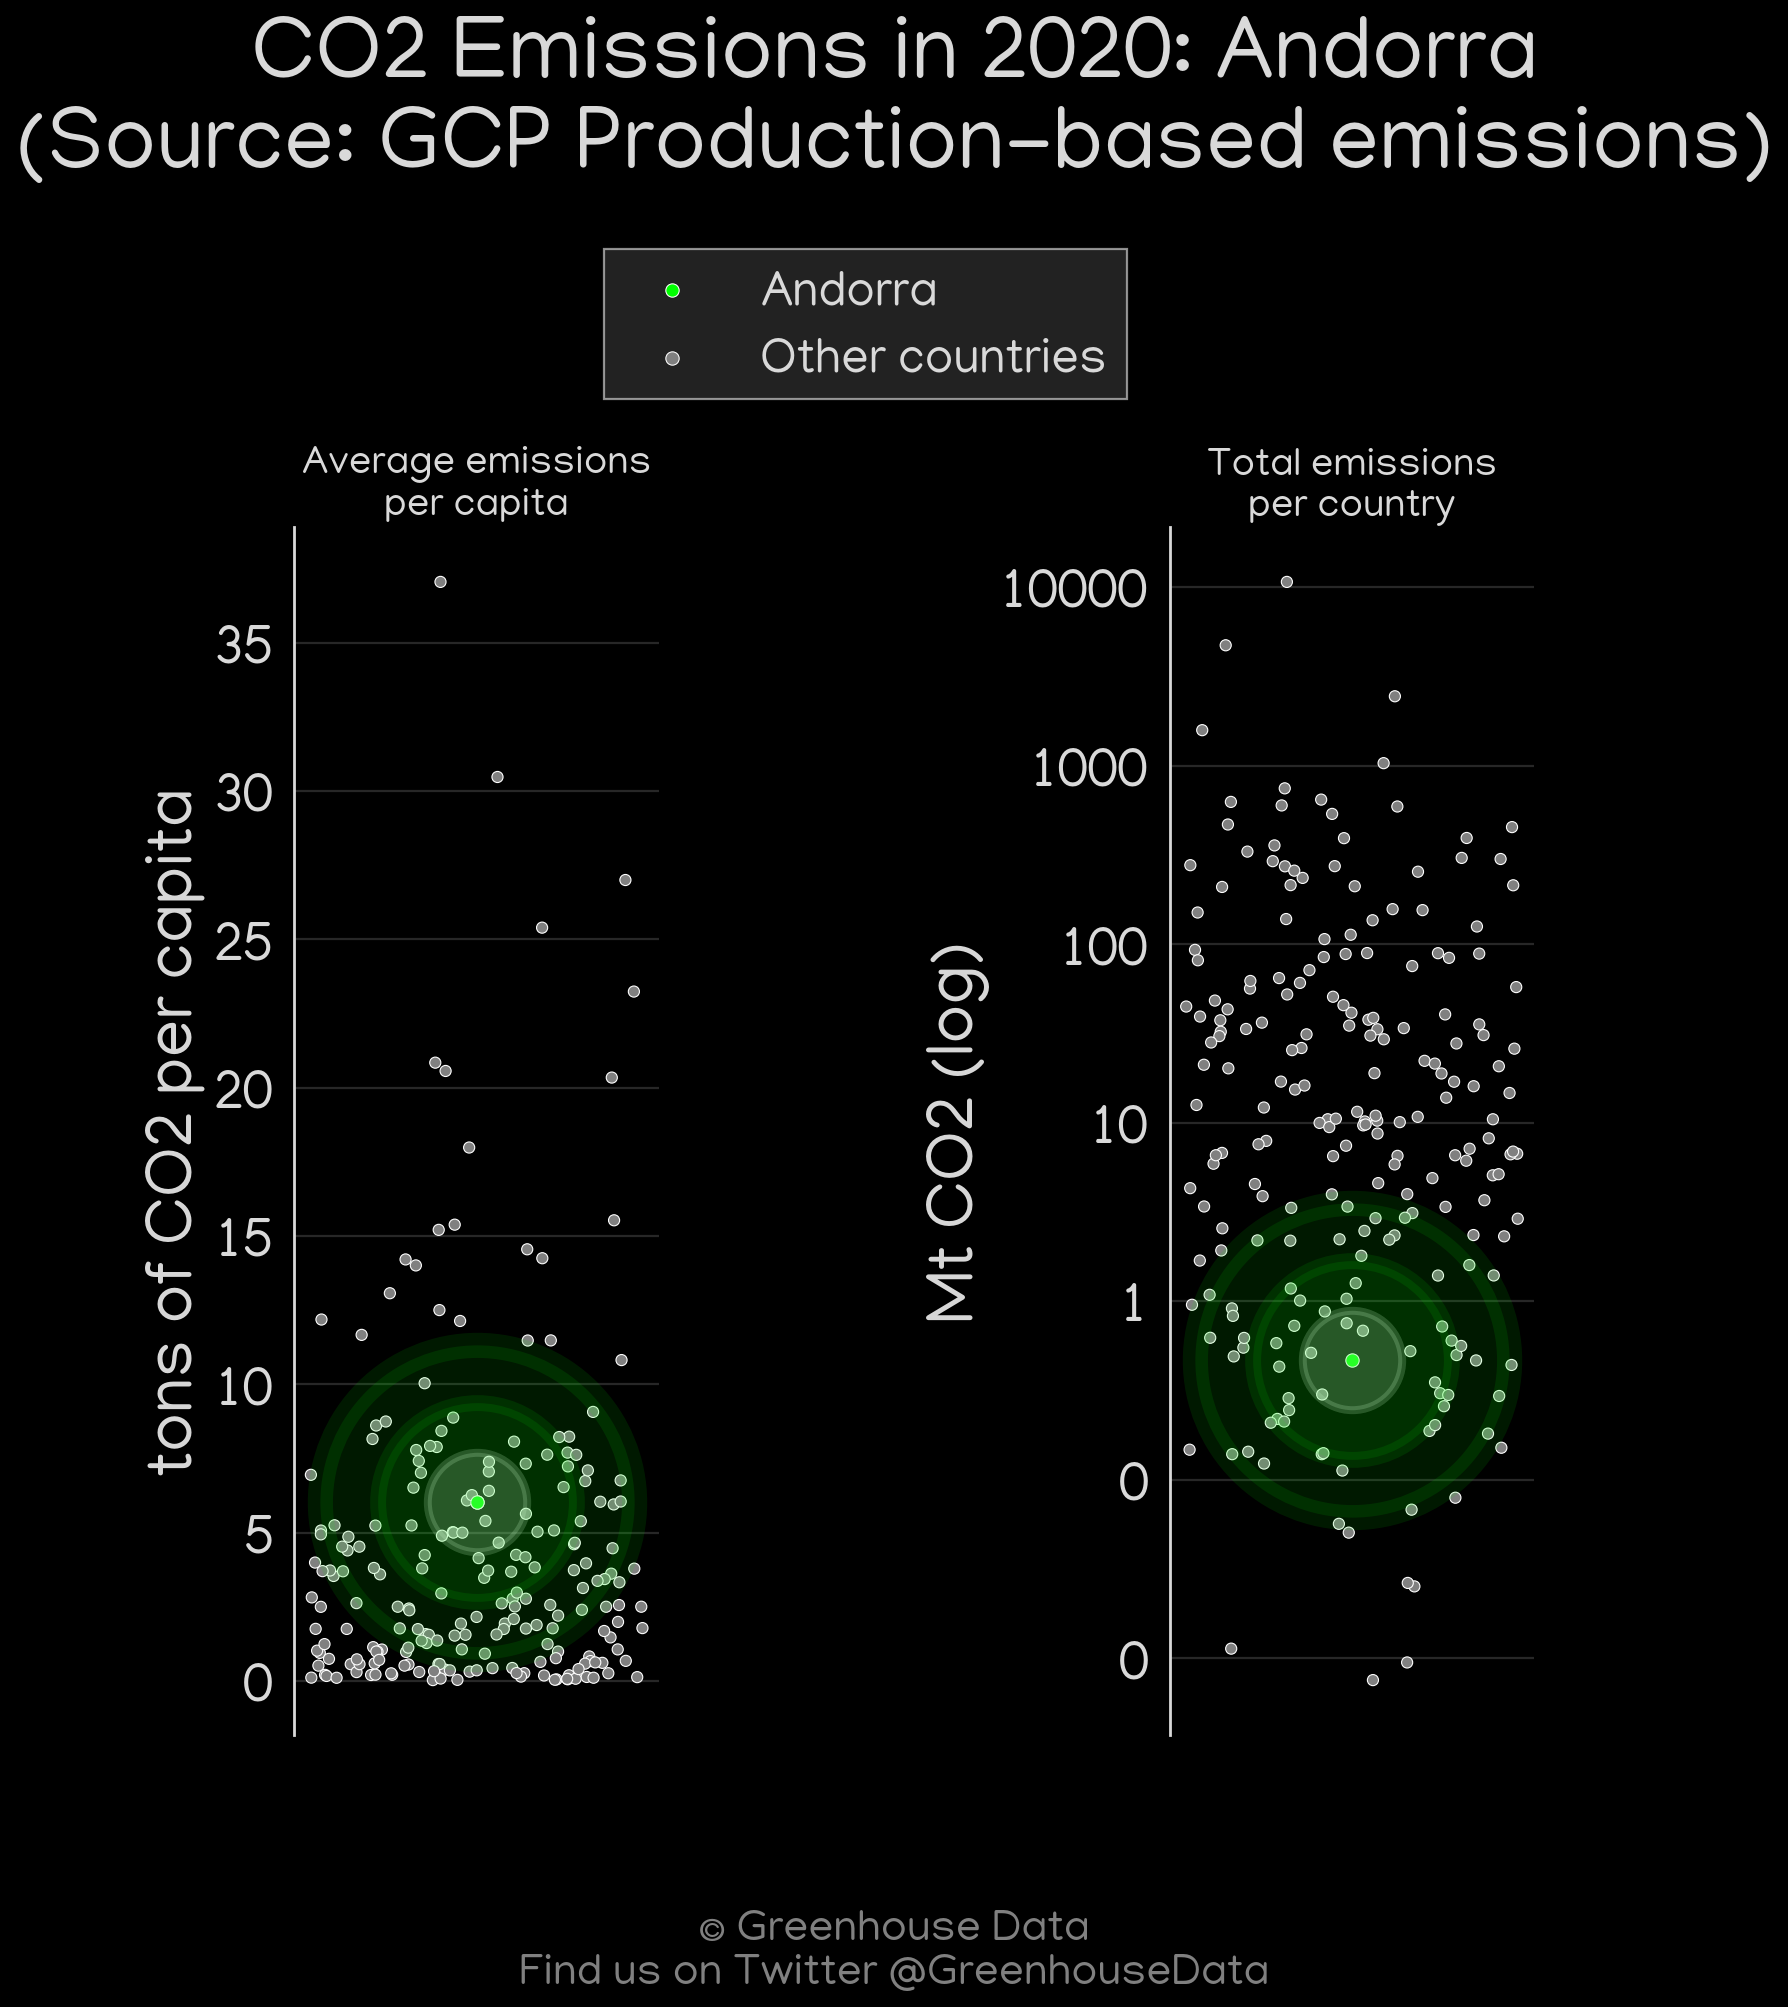 CO2 Emissions in 2020: Andorra
(Source: GCP Production-based emissions)
Andorra
Other countries
Average emissions
per capita
tons of CO2 per capita
35
30
25
20
15
10
5
0
Total emissions
per country
Mt CO2 (log)
10000
1000
100
10
1
0
0
© Greenhouse Data
Find us on Twitter @GreenhouseData